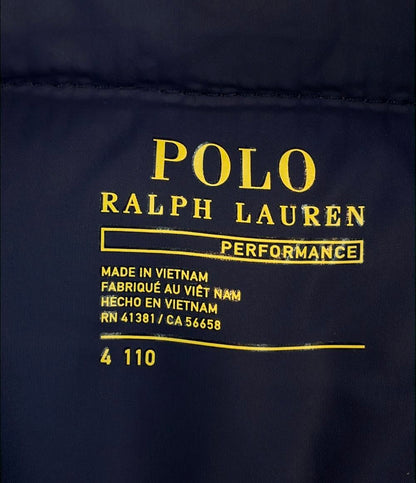 POLO
RALPH LAUREN
PERFORMANCE
MADE IN VIETNAM
FABRIQUÉ AU VIÊT NAM
HECHO EN VIETNAM
RN 41381 / CA 56658
4 110